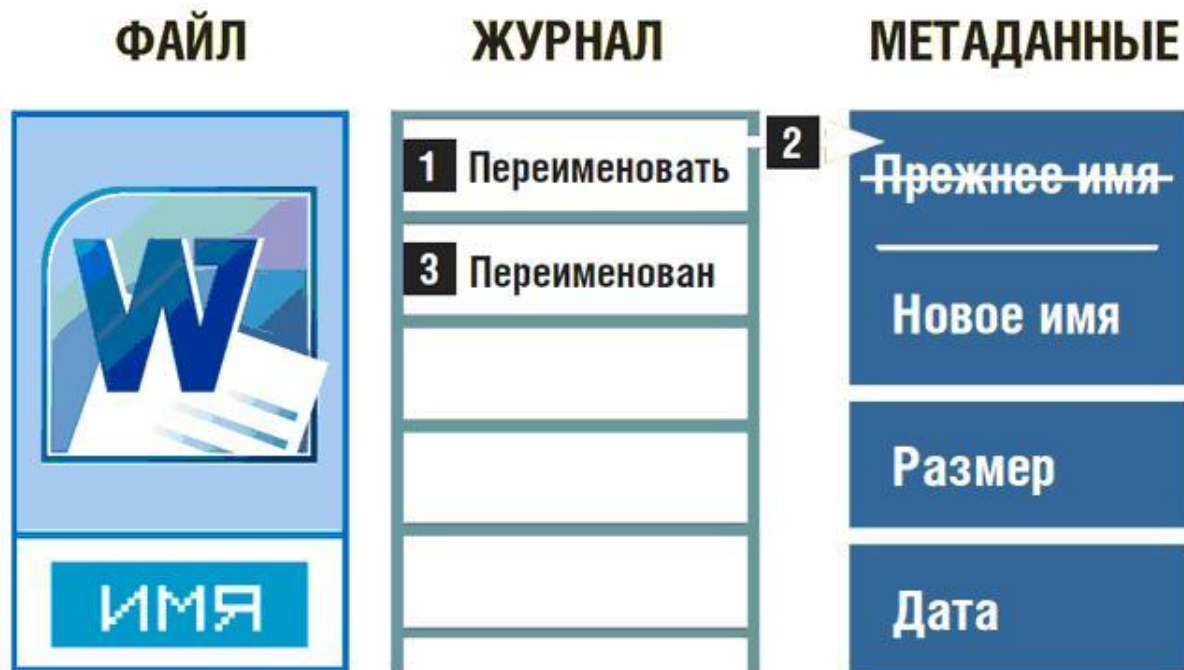 ФАЙЛ
ЖУРНАЛ
МЕТАДАННЫЕ
W
ИМЯ
1 Переименовать
3 Переименован
2
Прежнее имя
Новое имя
Размер
Дата